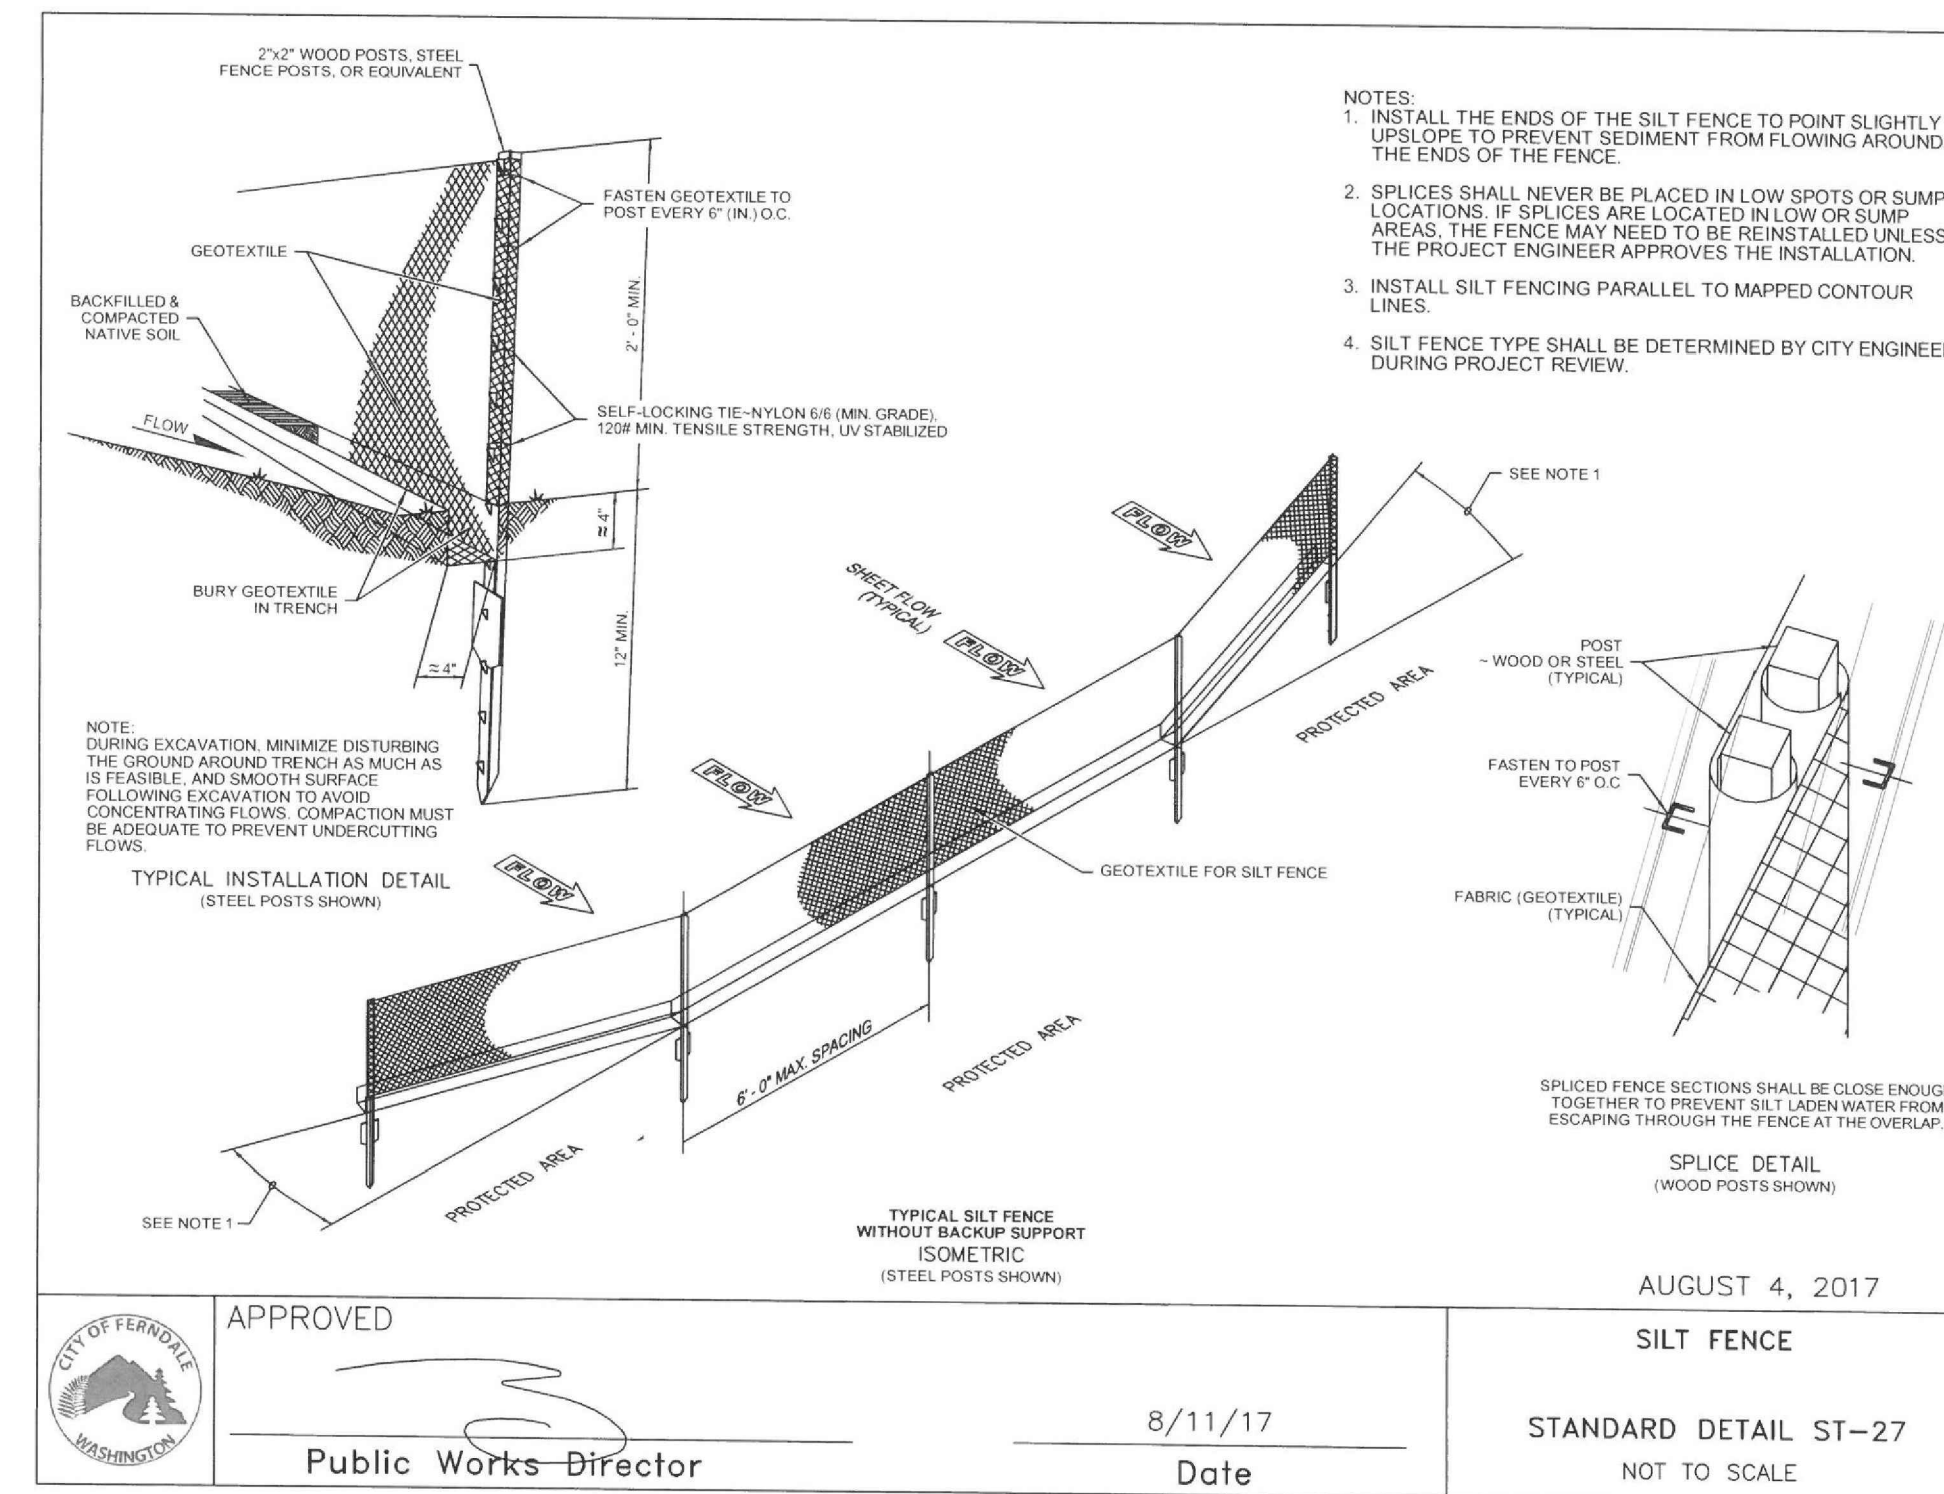 2"x2" WOOD POSTS, STEEL
FENCE POSTS, OR EQUIVALENT
FASTEN GEOTEXTILE TO
POST EVERY 6" (IN.) O.C.
GEOTEXTILE
BACKFILLED &
COMPACTED
NATIVE SOIL
2' - 0" MIN.
FLOW
SELF-LOCKING TIE~NYLON 6/6 (MIN. GRADE),
120# MIN. TENSILE STRENGTH, UV STABILIZED
≈ 4"
BURY GEOTEXTILE
IN TRENCH
12" MIN.
≈ 4"
NOTE:
DURING EXCAVATION, MINIMIZE DISTURBING
THE GROUND AROUND TRENCH AS MUCH AS
IS FEASIBLE, AND SMOOTH SURFACE
FOLLOWING EXCAVATION TO AVOID
CONCENTRATING FLOWS. COMPACTION MUST
BE ADEQUATE TO PREVENT UNDERCUTTING
FLOWS.
TYPICAL INSTALLATION DETAIL
(STEEL POSTS SHOWN)
NOTES:
1. INSTALL THE ENDS OF THE SILT FENCE TO POINT SLIGHTLY
UPSLOPE TO PREVENT SEDIMENT FROM FLOWING AROUND
THE ENDS OF THE FENCE.
2. SPLICES SHALL NEVER BE PLACED IN LOW SPOTS OR SUMP
LOCATIONS. IF SPLICES ARE LOCATED IN LOW OR SUMP
AREAS, THE FENCE MAY NEED TO BE REINSTALLED UNLESS
THE PROJECT ENGINEER APPROVES THE INSTALLATION.
3. INSTALL SILT FENCING PARALLEL TO MAPPED CONTOUR
LINES.
4. SILT FENCE TYPE SHALL BE DETERMINED BY CITY ENGINEE
DURING PROJECT REVIEW.
SEE NOTE 1
FLOW
SHEET FLOW
(TYPICAL)
FLOW
PROTECTED AREA
FLOW
GEOTEXTILE FOR SILT FENCE
FLOW
6' - 0" MAX. SPACING
PROTECTED AREA
PROTECTED AREA
SEE NOTE 1
TYPICAL SILT FENCE
WITHOUT BACKUP SUPPORT
ISOMETRIC
(STEEL POSTS SHOWN)
POST
~ WOOD OR STEEL
(TYPICAL)
FASTEN TO POST
EVERY 6" O.C
FABRIC (GEOTEXTILE)
(TYPICAL)
SPLICED FENCE SECTIONS SHALL BE CLOSE ENOUG
TOGETHER TO PREVENT SILT LADEN WATER FROM
ESCAPING THROUGH THE FENCE AT THE OVERLAP.
SPLICE DETAIL
(WOOD POSTS SHOWN)
AUGUST 4, 2017
CITY OF FERNDALE
WASHINGTON
APPROVED
Public Works Director
8/11/17
Date
SILT FENCE
STANDARD DETAIL ST-27
NOT TO SCALE